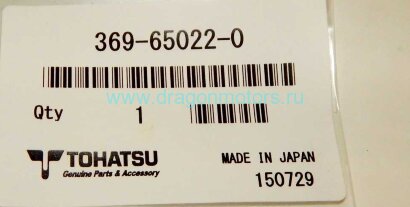 369-65022-0
www.dragonmotors.ru
Qty 1
TOHATSU
Genuine Parts & Accessory
MADE IN JAPAN
150729